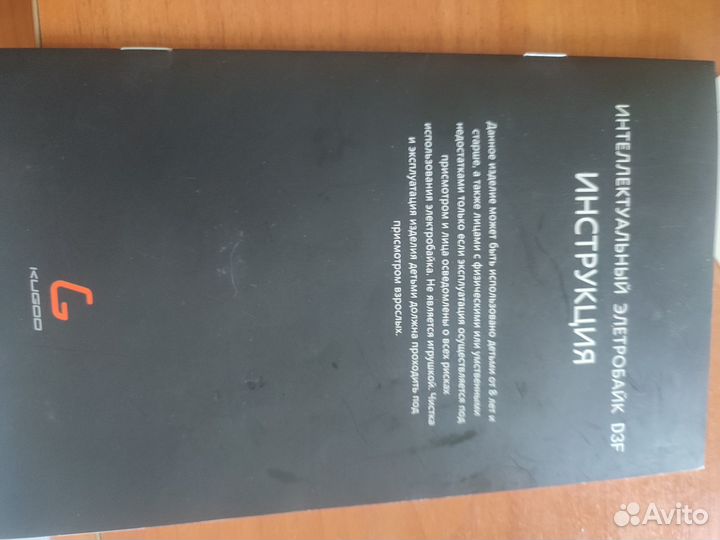 ИНТЕЛЛЕКТУАЛЬНЫЙ ЭЛЕТРОБАЙК D3F
ИНСТРУКЦИЯ
Данное изделие может быть использовано детьми от 8 лет и
старше, а также лицами с физическими или умственными
недостатками только если эксплуатация осуществляется под
присмотром и лица осведомлены о всех рисках
использования электробайка. Не является игрушкой. Чистка
и эксплуатация изделия детьми должна проходить под
присмотром взрослых.
KUGOO
Avito